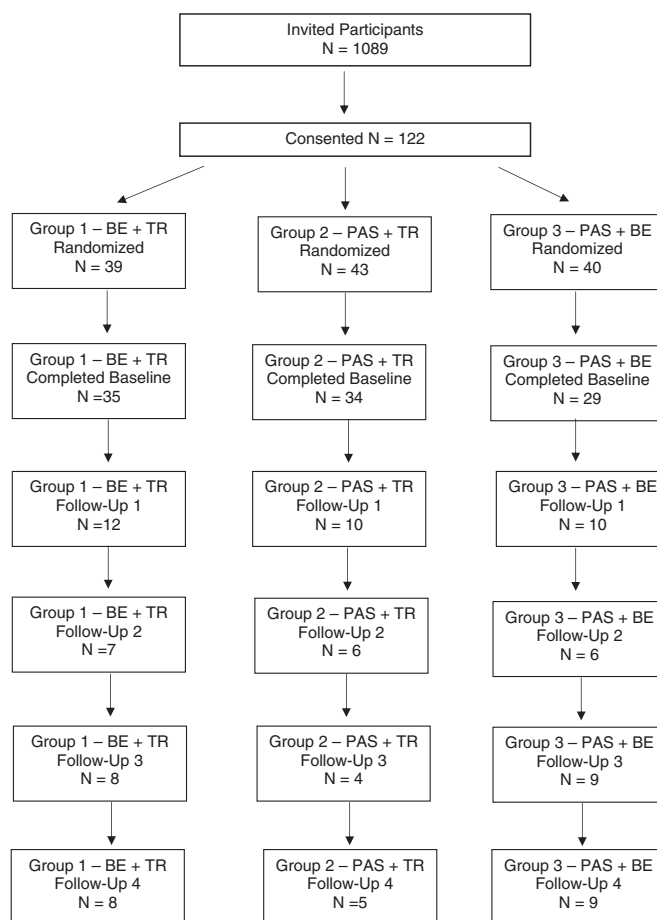 Invited Participants
N = 1089
Consented N = 122
Group 1 – BE + TR
Randomized
N = 39
Group 2 – PAS + TR
Randomized
N = 43
Group 3 – PAS + BE
Randomized
N = 40
Group 1 – BE + TR
Completed Baseline
N =35
Group 2 – PAS + TR
Completed Baseline
N = 34
Group 3 – PAS + BE
Completed Baseline
N = 29
Group 1 – BE + TR
Follow-Up 1
N =12
Group 2 – PAS + TR
Follow-Up 1
N = 10
Group 3 – PAS + BE
Follow-Up 1
N = 10
Group 1 – BE + TR
Follow-Up 2
N =7
Group 2 – PAS + TR
Follow-Up 2
N = 6
Group 3 – PAS + BE
Follow-Up 2
N = 6
Group 1 – BE + TR
Follow-Up 3
N = 8
Group 2 – PAS + TR
Follow-Up 3
N = 4
Group 3 – PAS + BE
Follow-Up 3
N = 9
Group 1 – BE + TR
Follow-Up 4
N = 8
Group 2 – PAS + TR
Follow-Up 4
N =5
Group 3 – PAS + BE
Follow-Up 4
N = 9